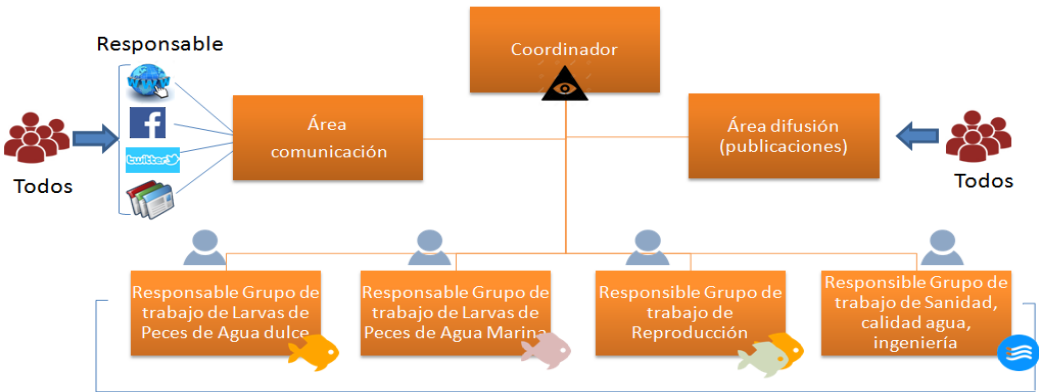 Coordinador
Responsable
Área
comunicación
twitter
Todos
Área difusión
(publicaciones)
Todos
Responsable Grupo de
trabajo de Larvas de
Peces de Agua dulce
Responsable Grupo de
trabajo de Larvas de
Peces de Agua Marina
Responsible Grupo de
trabajo de
Reproducción
Responsible Grupo de
trabajo de Sanidad,
calidad agua,
ingeniería